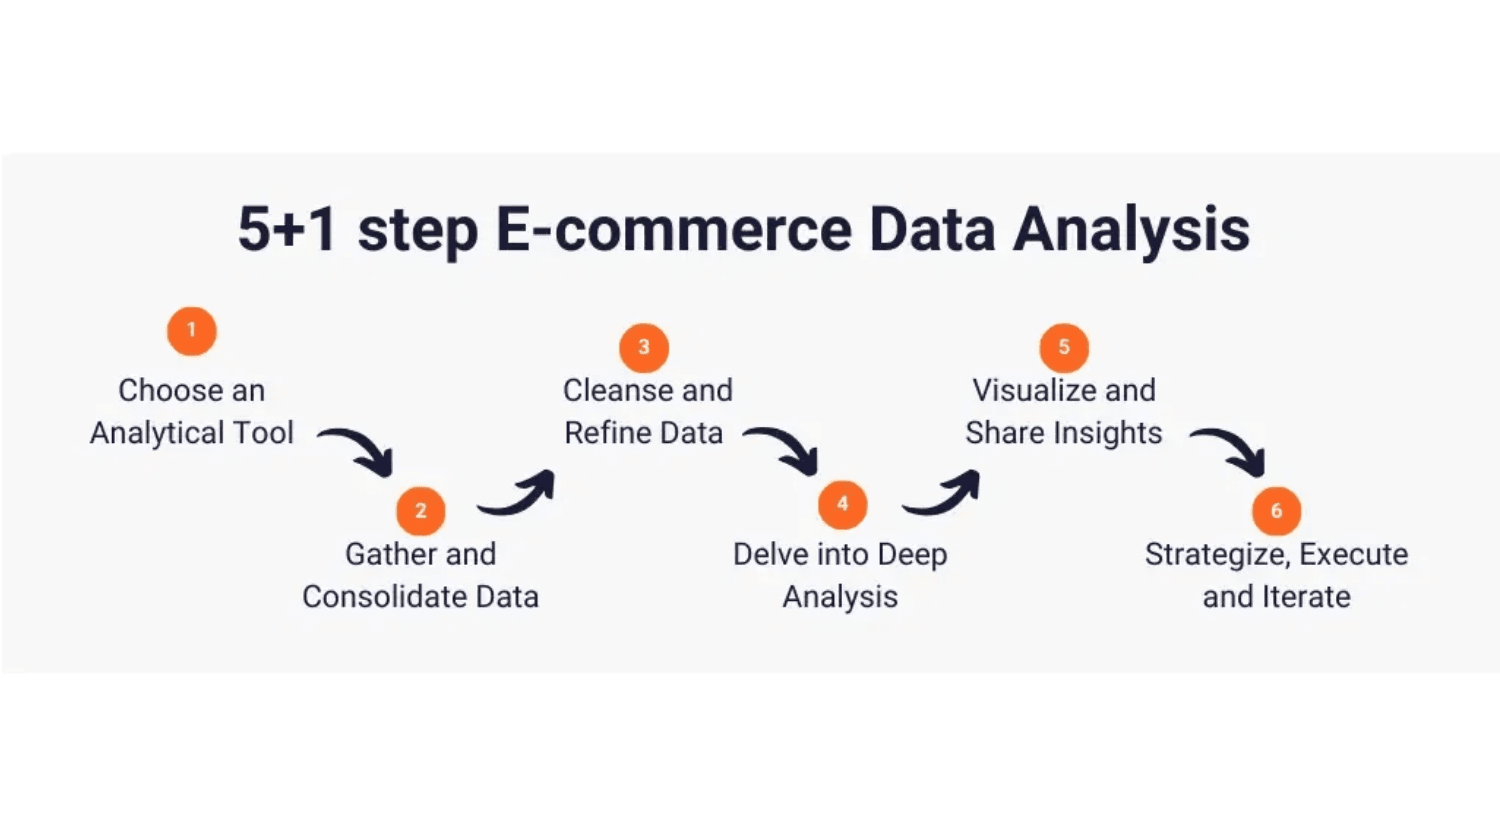 5+1 step E-commerce Data Analysis
1
Choose an
Analytical Tool
2
Gather and
Consolidate Data
3
Cleanse and
Refine Data
4
Delve into Deep
Analysis
5
Visualize and
Share Insights
6
Strategize, Execute
and Iterate